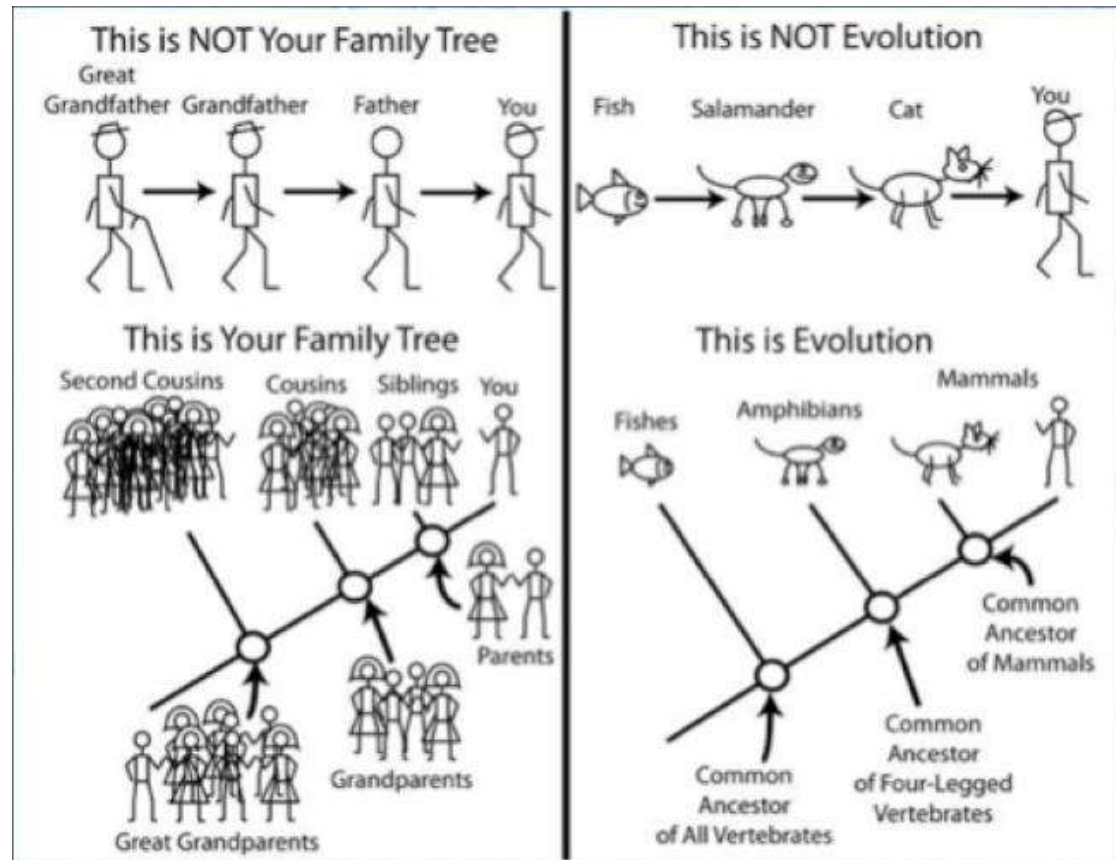 This is NOT Your Family Tree
Great
Grandfather
Grandfather
Father
You
This is Your Family Tree
Second Cousins
Cousins
Siblings
You
Parents
Grandparents
Great Grandparents
This is NOT Evolution
Fish
Salamander
Cat
You
This is Evolution
Fishes
Amphibians
Mammals
Common
Ancestor
of Mammals
Common
Ancestor
of Four-Legged
Vertebrates
Common
Ancestor
of All Vertebrates